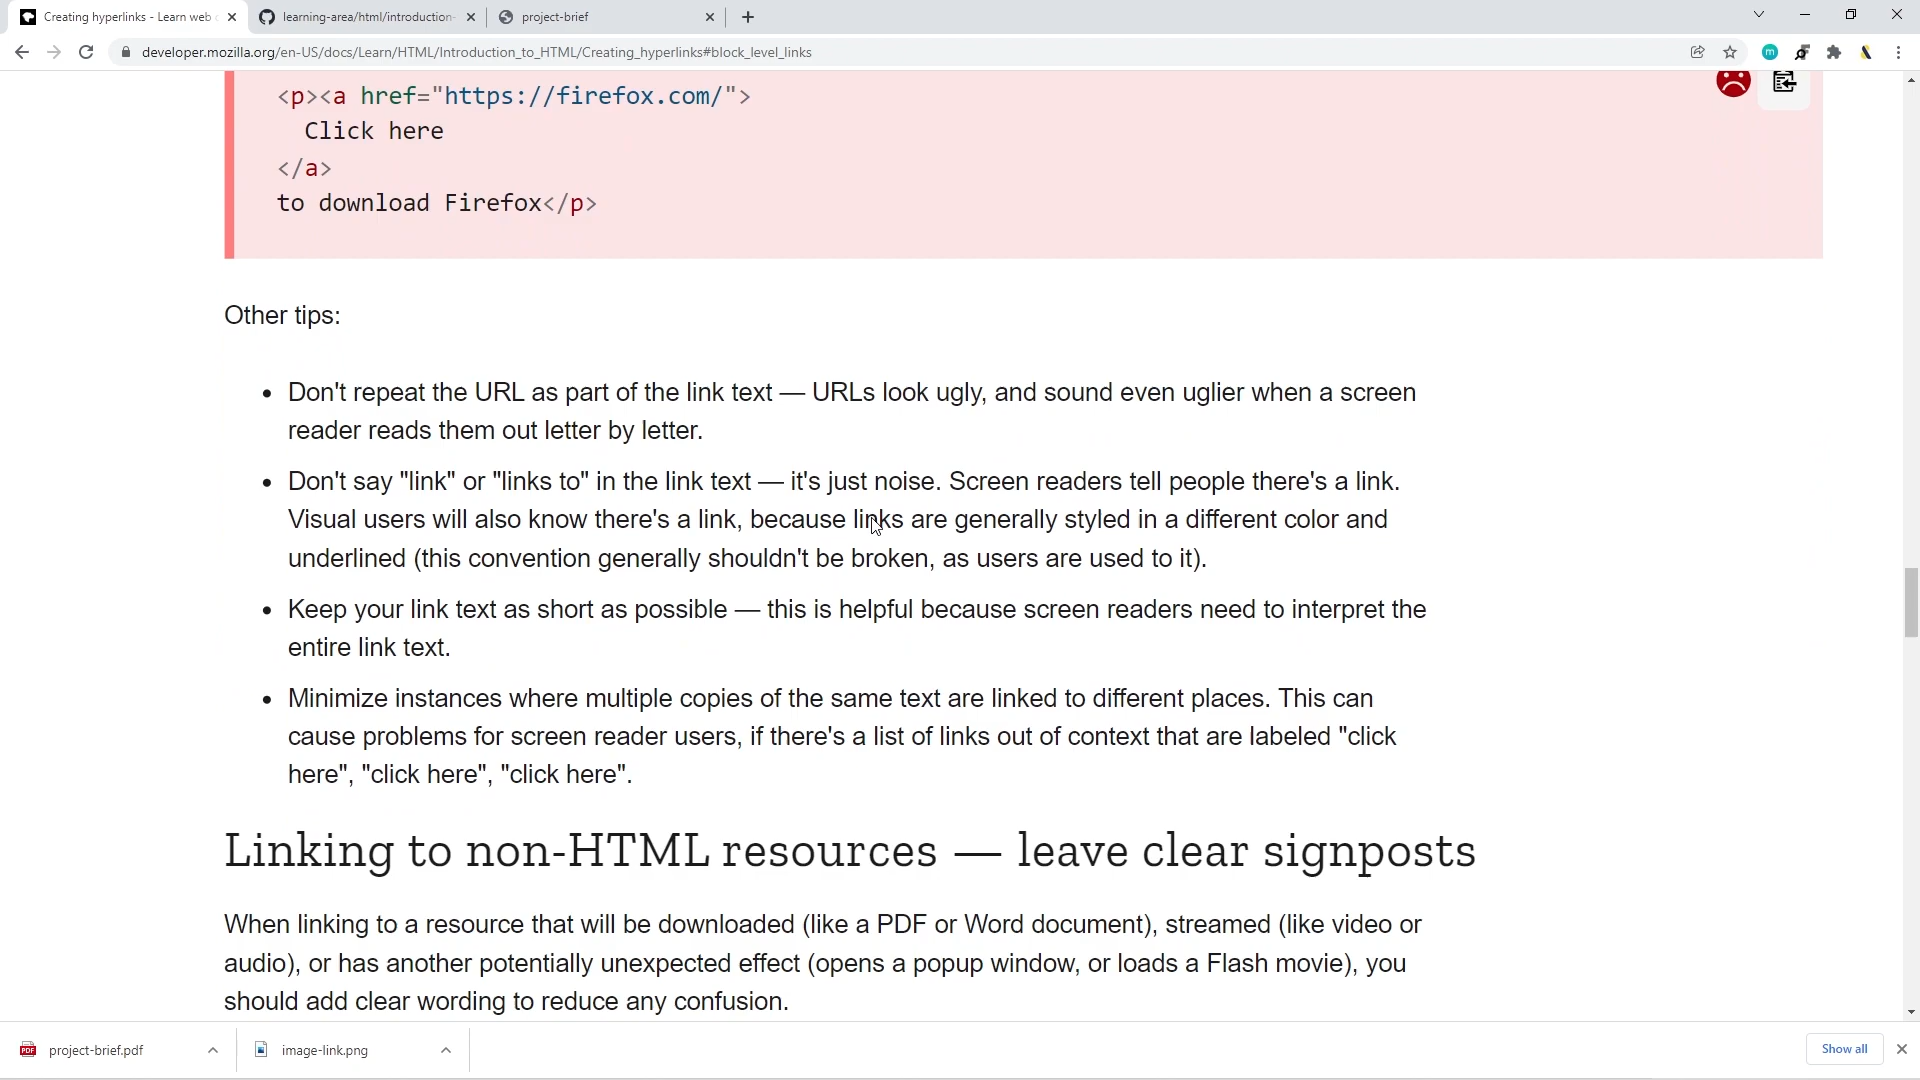 Creating hyperlinks - Learn web
learning-area/html/introduction-
project-brief
developer.mozilla.org/en-US/docs/Learn/HTML/Introduction_to_HTML/Creating_hyperlinks#block_level_links
m
<p><a href="https://firefox.com/">
Click here
</a>
to download Firefox</p>
Other tips:
• Don't repeat the URL as part of the link text — URLs look ugly, and sound even uglier when a screen
reader reads them out letter by letter.
• Don't say "link" or "links to" in the link text — it's just noise. Screen readers tell people there's a link.
Visual users will also know there's a link, because links are generally styled in a different color and
underlined (this convention generally shouldn't be broken, as users are used to it).
• Keep your link text as short as possible — this is helpful because screen readers need to interpret the
entire link text.
• Minimize instances where multiple copies of the same text are linked to different places. This can
cause problems for screen reader users, if there's a list of links out of context that are labeled "click
here", "click here", "click here".
Linking to non-HTML resources — leave clear signposts
When linking to a resource that will be downloaded (like a PDF or Word document), streamed (like video or
audio), or has another potentially unexpected effect (opens a popup window, or loads a Flash movie), you
should add clear wording to reduce any confusion.
PDF
project-brief.pdf
image-link.png
Show all